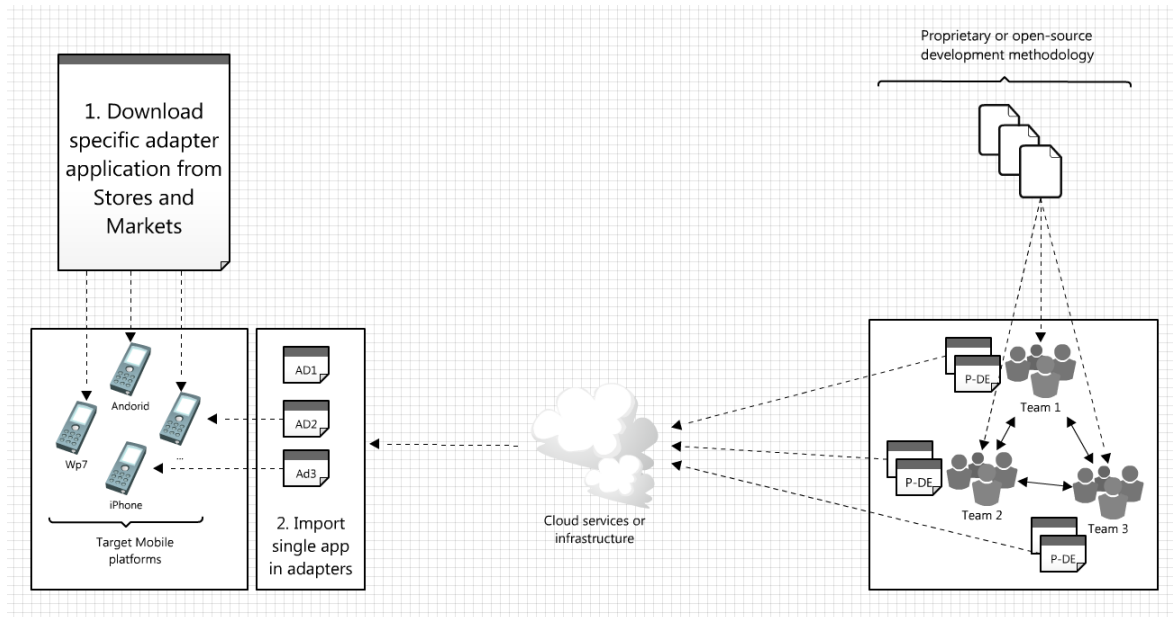 Proprietary or open-source
development methodology
1. Download
specific adapter
application from
Stores and
Markets
AD1
AD2
Ad3
2. Import
single app
in adapters
Andorid
Wp7
...
iPhone
Target Mobile
platforms
Cloud services or
infrastructure
P-DE
Team 1
P-DE
Team 2
Team 3
P-DE